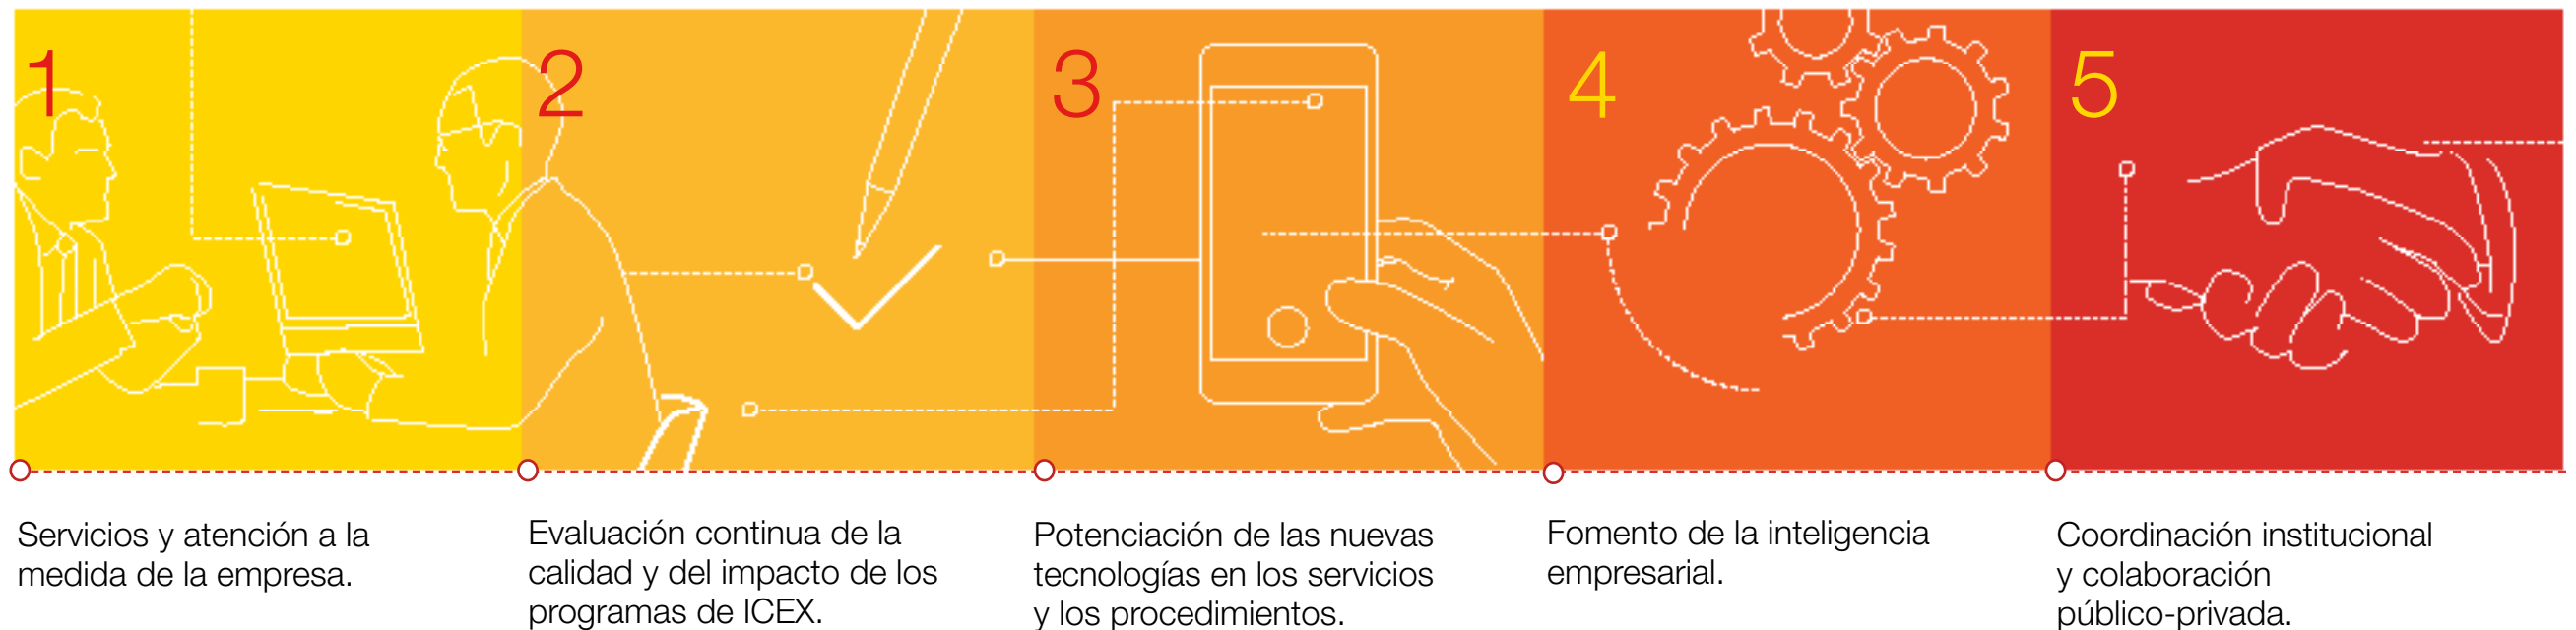 1
Servicios y atención a la
medida de la empresa.
2
Evaluación continua de la
calidad y del impacto de los
programas de ICEX.
3
Potenciación de las nuevas
tecnologías en los servicios
y los procedimientos.
4
Fomento de la inteligencia
empresarial.
5
Coordinación institucional
y colaboración
público-privada.